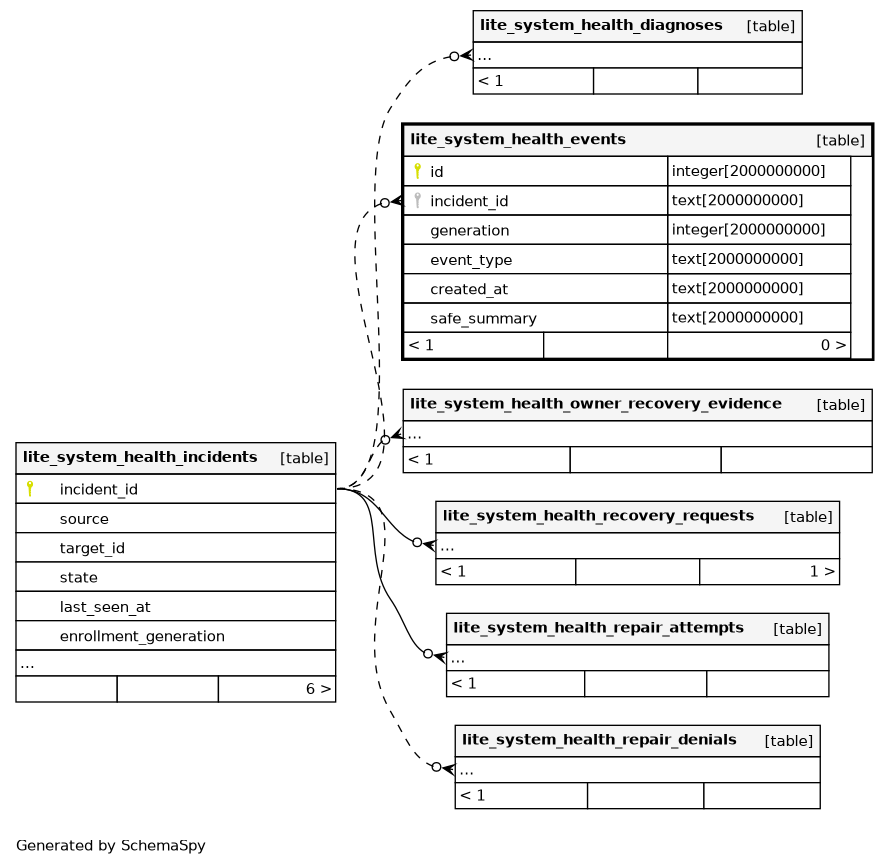 lite_system_health_diagnoses [table]
...
< 1
lite_system_health_events [table]
id integer[2000000000]
incident_id text[2000000000]
generation integer[2000000000]
event_type text[2000000000]
created_at text[2000000000]
safe_summary text[2000000000]
< 1 0 >
lite_system_health_owner_recovery_evidence [table]
...
< 1
lite_system_health_incidents [table]
incident_id
source
target_id
state
last_seen_at
enrollment_generation
...
6 >
lite_system_health_recovery_requests [table]
...
< 1 1 >
lite_system_health_repair_attempts [table]
...
< 1
lite_system_health_repair_denials [table]
...
< 1
Generated by SchemaSpy